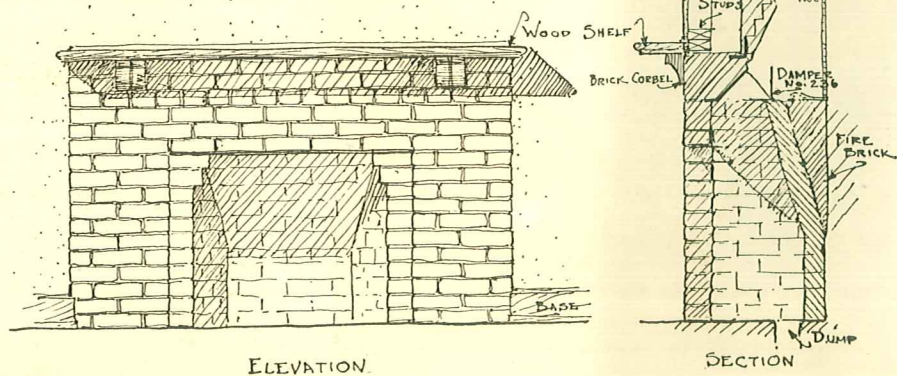 STUDS
WOOD SHELF
BRICK CORBEL
DAMPER
No. 236
FIRE
BRICK
BASE
DUMP
ELEVATION
SECTION